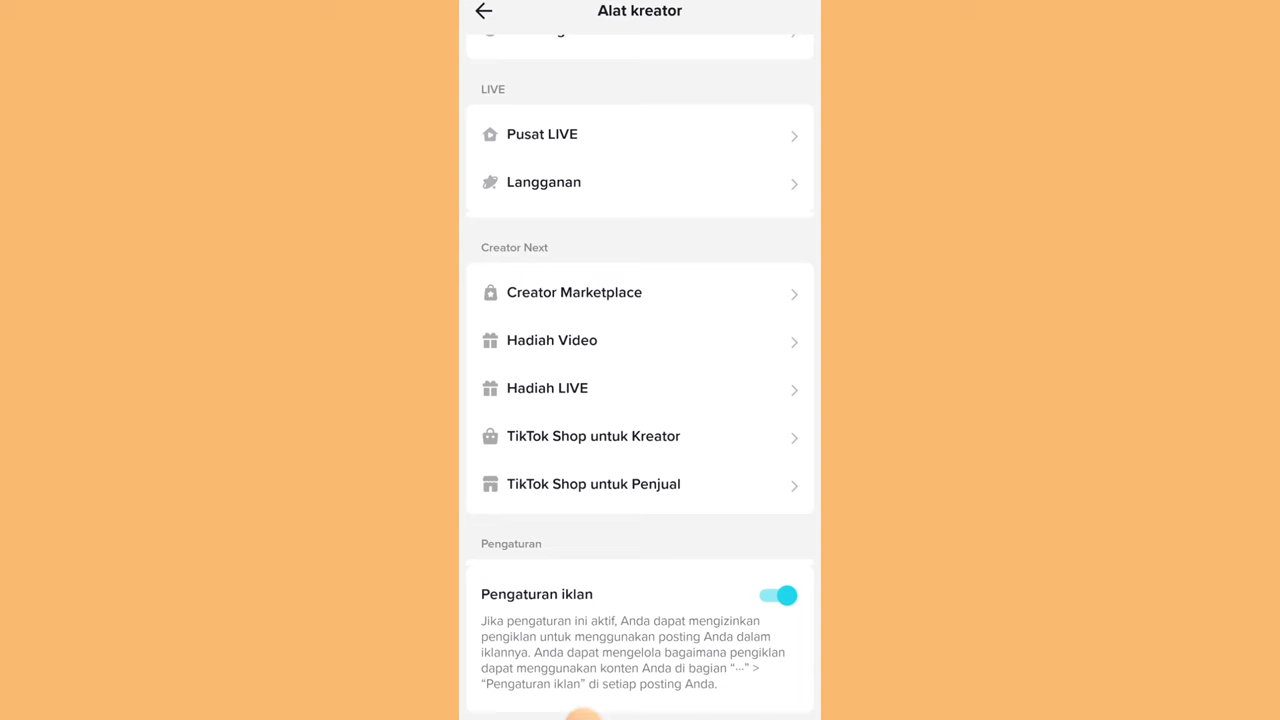 Alat kreator
LIVE
Pusat LIVE
Langganan
Creator Next
Creator Marketplace
Hadiah Video
Hadiah LIVE
TikTok Shop untuk Kreator
TikTok Shop untuk Penjual
Pengaturan
Pengaturan iklan
Jika pengaturan ini aktif, Anda dapat mengizinkan
pengiklan untuk menggunakan posting Anda dalam
iklannya. Anda dapat mengelola bagaimana pengiklan
dapat menggunakan konten Anda di bagian “···” >
“Pengaturan iklan” di setiap posting Anda.